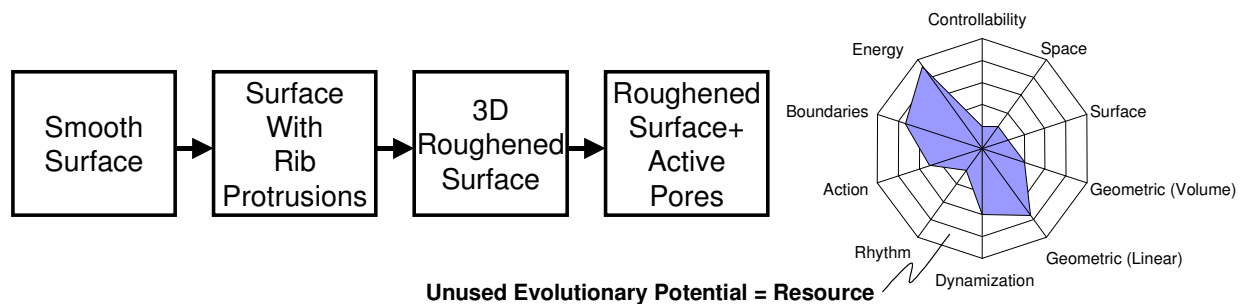 Smooth
Surface
Surface
With
Rib
Protrusions
3D
Roughened
Surface
Roughened
Surface+
Active
Pores
Controllability
Space
Surface
Geometric (Volume)
Geometric (Linear)
Dynamization
Rhythm
Action
Boundaries
Energy
Unused Evolutionary Potential = Resource